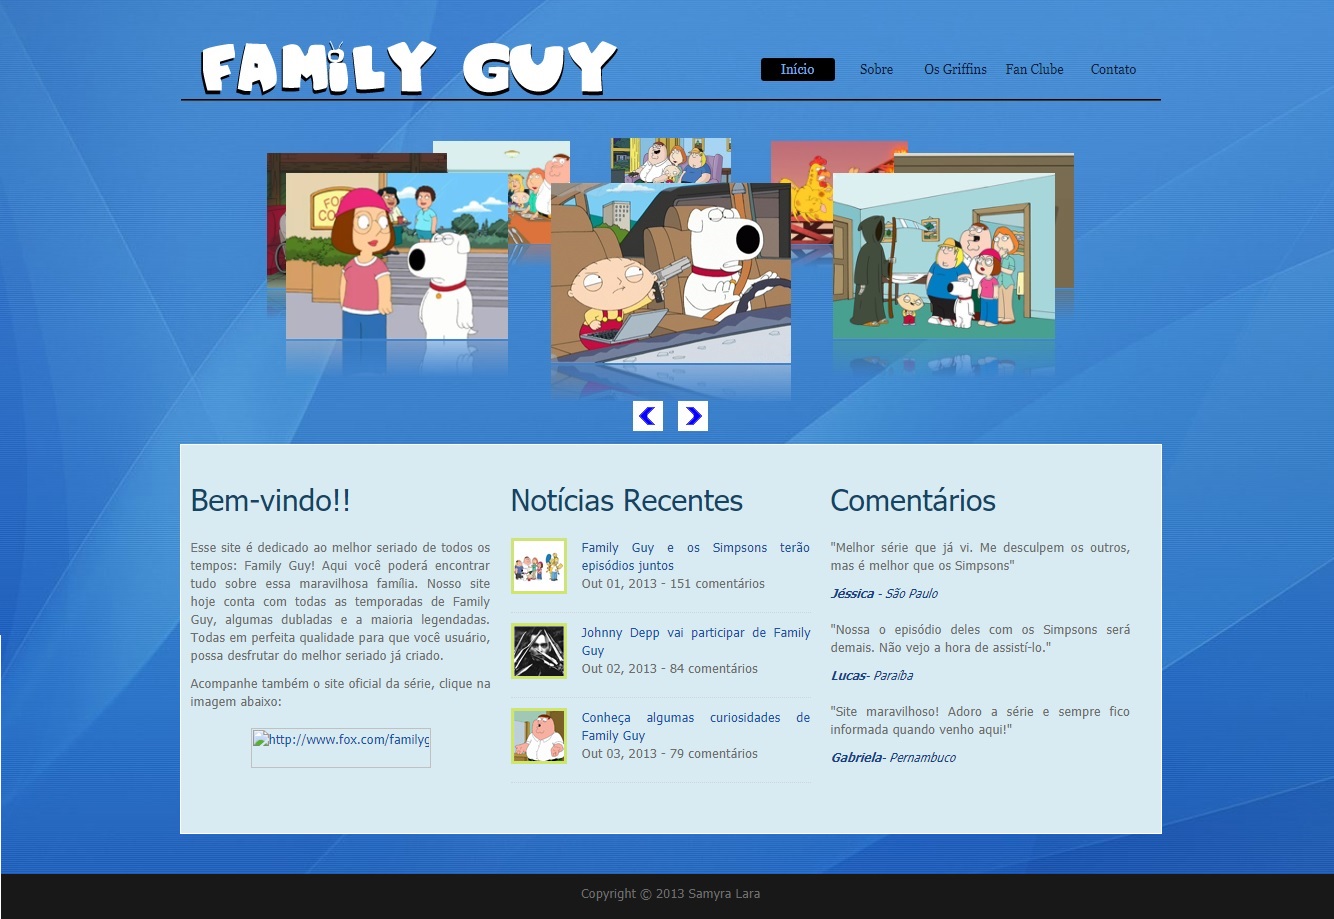 FAMILY GUY
Início
Sobre
Os Griffins
Fan Clube
Contato
Bem-vindo!!
Esse site é dedicado ao melhor seriado de todos os
tempos: Family Guy! Aqui você poderá encontrar
tudo sobre essa maravilhosa família. Nosso site
hoje conta com todas as temporadas de Family
Guy, algumas dubladas e a maioria legendadas.
Todas em perfeita qualidade para que você usuário,
possa desfrutar do melhor seriado já criado.
Acompanhe também o site oficial da série, clique na
imagem abaixo:
http://www.fox.com/familyg
Notícias Recentes
Family Guy e os Simpsons terão
episódios juntos
Out 01, 2013 - 151 comentários
Johnny Depp vai participar de Family
Guy
Out 02, 2013 - 84 comentários
Conheça algumas curiosidades de
Family Guy
Out 03, 2013 - 79 comentários
Comentários
"Melhor série que já vi. Me desculpem os outros,
mas é melhor que os Simpsons"
Jéssica - São Paulo
"Nossa o episódio deles com os Simpsons será
demais. Não vejo a hora de assistí-lo."
Lucas- Paraíba
"Site maravilhoso! Adoro a série e sempre fico
informada quando venho aqui!"
Gabriela- Pernambuco
Copyright © 2013 Samyra Lara